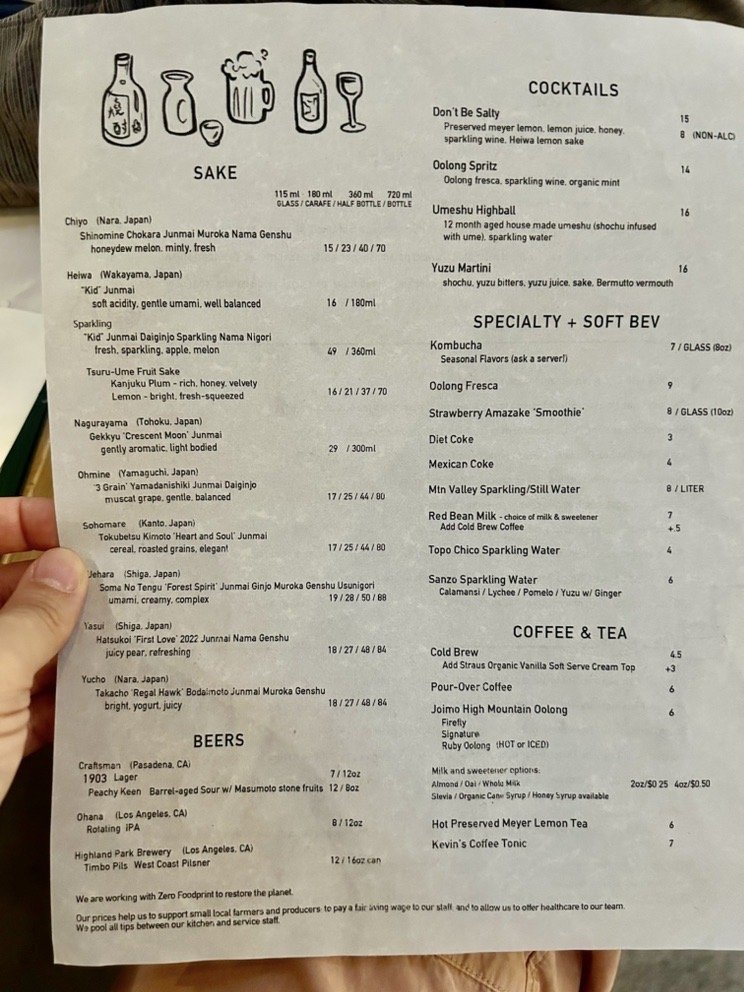 SAKE
115 ml 180 ml 360 ml 720 ml
GLASS / CARAFE / HALF BOTTLE / BOTTLE
Chiyo (Nara, Japan)
Shinomine Chokara Junmai Muroka Nama Genshu
honeydew melon, minty, fresh 15 / 23 / 40 / 70
Heiwa (Wakayama, Japan)
"Kid" Junmai
soft acidity, gentle umami, well balanced 16 / 180ml
Sparkling
"Kid" Junmai Daiginjo Sparkling Nama Nigori
fresh, sparkling, apple, melon 49 / 360ml
Tsuru-Ume Fruit Sake
Kanjuku Plum - rich, honey, velvety
Lemon - bright, fresh-squeezed 16 / 21 / 37 / 70
Nagurayama (Tohoku, Japan)
Gekkyu 'Crescent Moon' Junmai
gently aromatic, light bodied 29 / 300ml
Ohmine (Yamaguchi, Japan)
'3 Grain' Yamadanishiki Junmai Daiginjo
muscat grape, gentle, balanced 17 / 25 / 44 / 80
Sohomare (Kanto, Japan)
Tokubetsu Kimoto 'Heart and Soul' Junmai
cereal, roasted grains, elegant 17 / 25 / 44 / 80
Uehara (Shiga, Japan)
Soma No Tengu 'Forest Spirit' Junmai Ginjo Muroka Genshu Usunigori
umami, creamy, complex 19 / 28 / 50 / 88
Yasui (Shiga, Japan)
Hatsukoi 'First Love' 2022 Junmai Nama Genshu
juicy pear, refreshing 18 / 27 / 48 / 84
Yucho (Nara, Japan)
Takacho 'Regal Hawk' Bodaimoto Junmai Muroka Genshu
bright, yogurt, juicy 18 / 27 / 48 / 84
BEERS
Craftsman (Pasadena, CA)
1903 Lager 7 / 12oz
Peachy Keen Barrel-aged Sour w/ Masumoto stone fruits 12 / 8oz
Ohana (Los Angeles, CA)
Rotating IPA 8 / 12oz
Highland Park Brewery (Los Angeles, CA)
Timbo Pils West Coast Pilsner 12 / 16oz can
COCKTAILS
Don't Be Salty 15
Preserved meyer lemon, lemon juice, honey,
sparkling wine, Heiwa lemon sake 8 (NON-ALC)
Oolong Spritz 14
Oolong fresca, sparkling wine, organic mint
Umeshu Highball 16
12 month aged house made umeshu (shochu infused
with ume), sparkling water
Yuzu Martini 16
shochu, yuzu bitters, yuzu juice, sake, Bermutto vermouth
SPECIALTY + SOFT BEV
Kombucha 7 / GLASS (8oz)
Seasonal Flavors (ask a server!)
Oolong Fresca 9
Strawberry Amazake 'Smoothie' 8 / GLASS (10oz)
Diet Coke 3
Mexican Coke 4
Mtn Valley Sparkling/Still Water 8 / LITER
Red Bean Milk - choice of milk & sweetener 7
Add Cold Brew Coffee +.5
Topo Chico Sparkling Water 4
Sanzo Sparkling Water 6
Calamansi / Lychee / Pomelo / Yuzu w/ Ginger
COFFEE & TEA
Cold Brew 4.5
Add Straus Organic Vanilla Soft Serve Cream Top +3
Pour-Over Coffee 6
Joimo High Mountain Oolong 6
Firefly
Signature
Ruby Oolong (HOT or ICED)
Milk and sweetener options:
Almond / Oat / Whole Milk 2oz/$0.25 4oz/$0.50
Stevia / Organic Cane Syrup / Honey Syrup available
Hot Preserved Meyer Lemon Tea 6
Kevin's Coffee Tonic 7
We are working with Zero Foodprint to restore the planet.
Our prices help us to support small local farmers and producers, to pay a fair living wage to our staff, and to allow us to offer healthcare to our team.
We pool all tips between our kitchen and service staff.